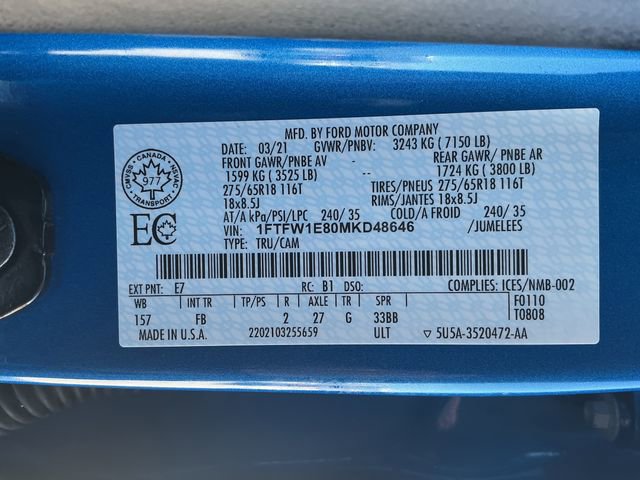 MFD. BY FORD MOTOR COMPANY
DATE: 03/21 GVWR/PNBV: 3243 KG ( 7150 LB)
FRONT GAWR/PNBE AV -- REAR GAWR/ PNBE AR
1599 KG ( 3525 LB) -- 1724 KG ( 3800 LB)
275/65R18 116T TIRES/PNEUS 275/65R18 116T
18x8.5J RIMS/JANTES 18x8.5J
AT/A kPa/PSI/LPC 240/ 35 COLD/A FROID 240/ 35
VIN: 1FTFW1E80MKD48646 /JUMELEES
TYPE: TRU/CAM
CANADA
CMVSS NSVAC
977
TRANSPORT
EC
EXT PNT: E7 RC: B1 DSO: COMPLIES: ICES/NMB-002
WB INT TR TP/PS R AXLE TR SPR F0110
157 FB 2 27 G 33BB T0808
MADE IN U.S.A. 2202103255659 ULT ▽ 5U5A-3520472-AA